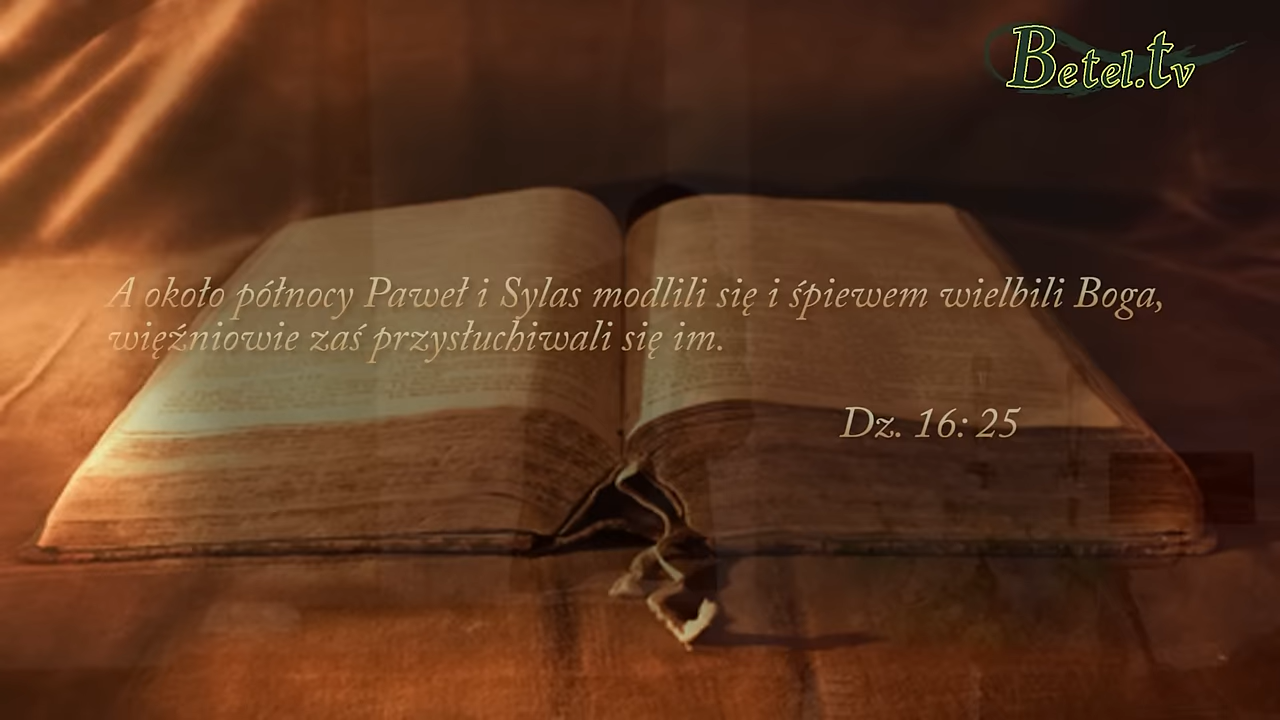 Betel.tv
A około północy Paweł i Sylas modlili się i śpiewem wielbili Boga,
więźniowie zaś przysłuchiwali się im.
Dz. 16: 25